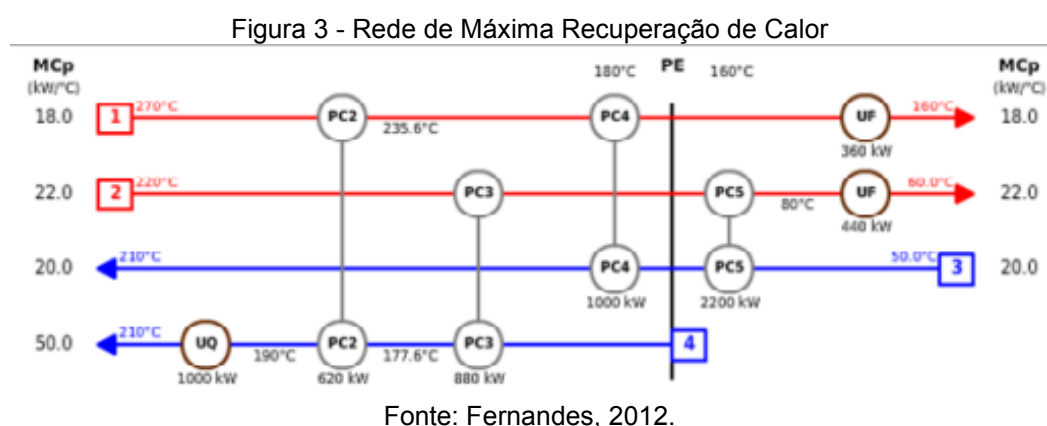 Figura 3 - Rede de Máxima Recuperação de Calor
MCp 180°C PE 160°C MCp
(kW/°C) (kW/°C)
18.0 1 270°C PC2 235.6°C PC4 UF 160°C 18.0
360 kW
22.0 2 220°C PC3 PC5 80°C UF 60.0°C 22.0
440 kW
20.0 210°C PC4 PC5 50.0°C 3 20.0
1000 kW 2200 kW
50.0 210°C UQ 190°C PC2 177.6°C PC3 4
1000 kW 620 kW 880 kW
Fonte: Fernandes, 2012.